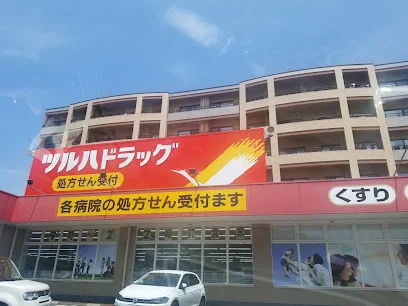 ツルハドラッグ
処方せん受付
各病院の処方せん受付ます
くすり